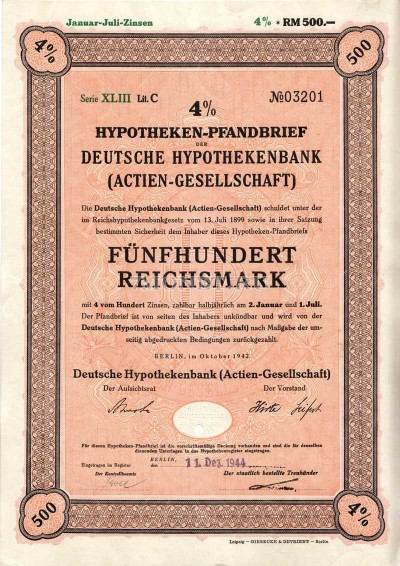 Januar-Juli-Zinsen 4% * RM 500.—
4% 500
Serie XLIII Lit. C №03201
4%
HYPOTHEKEN-PFANDBRIEF
DER
DEUTSCHE HYPOTHEKENBANK
(ACTIEN-GESELLSCHAFT)
Die Deutsche Hypothekenbank (Actien-Gesellschaft) schuldet unter der
im Reichshypothekenbankgesetz vom 13. Juli 1899 sowie in ihrer Satzung
bestimmten Sicherheit dem Inhaber dieses Hypotheken-Pfandbriefs
FÜNFHUNDERT
REICHSMARK
mit 4 vom Hundert Zinsen, zahlbar halbjährlich am 2. Januar und 1. Juli.
Der Pfandbrief ist von seiten des Inhabers unkündbar und wird von der
Deutsche Hypothekenbank (Actien-Gesellschaft) nach Maßgabe der um-
seitig abgedruckten Bedingungen zurückgezahlt.
BERLIN, im Oktober 1942.
Deutsche Hypothekenbank (Actien-Gesellschaft)
Der Aufsichtsrat Der Vorstand
Für diesen Hypotheken-Pfandbrief ist die vorschriftsmäßige Deckung vorhanden und sind die für denselben
dienenden Unterlagen in das Hypothekenregister eingetragen.
Eingetragen im Register BERLIN, den 11. Dez. 1944
Der Kontrollbeamte Der staatlich bestellte Treuhänder
500 4%
Leipzig — GIESECKE & DEVRIENT — Berlin